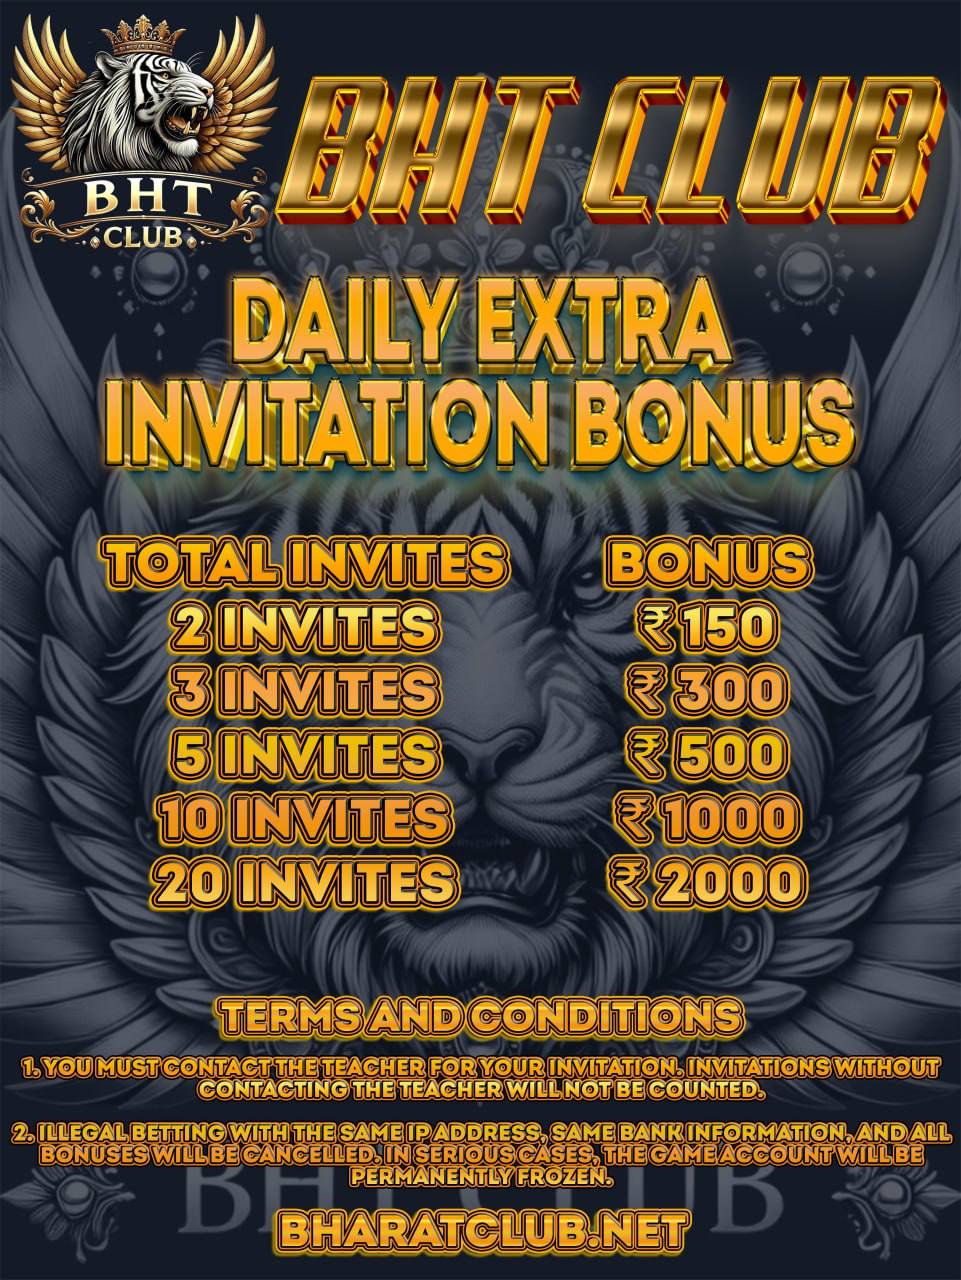 BHT
CLUB
BHT CLUB
DAILY EXTRA
INVITATION BONUS
TOTAL INVITES BONUS
2 INVITES ₹ 150
3 INVITES ₹ 300
5 INVITES ₹ 500
10 INVITES ₹ 1000
20 INVITES ₹ 2000
TERMS AND CONDITIONS
1. YOU MUST CONTACT THE TEACHER FOR YOUR INVITATION. INVITATIONS WITHOUT
CONTACTING THE TEACHER WILL NOT BE COUNTED.
2. ILLEGAL BETTING WITH THE SAME IP ADDRESS, SAME BANK INFORMATION, AND ALL
BONUSES WILL BE CANCELLED. IN SERIOUS CASES, THE GAME ACCOUNT WILL BE
PERMANENTLY FROZEN.
BHT CLUB
BHARATCLUB.NET